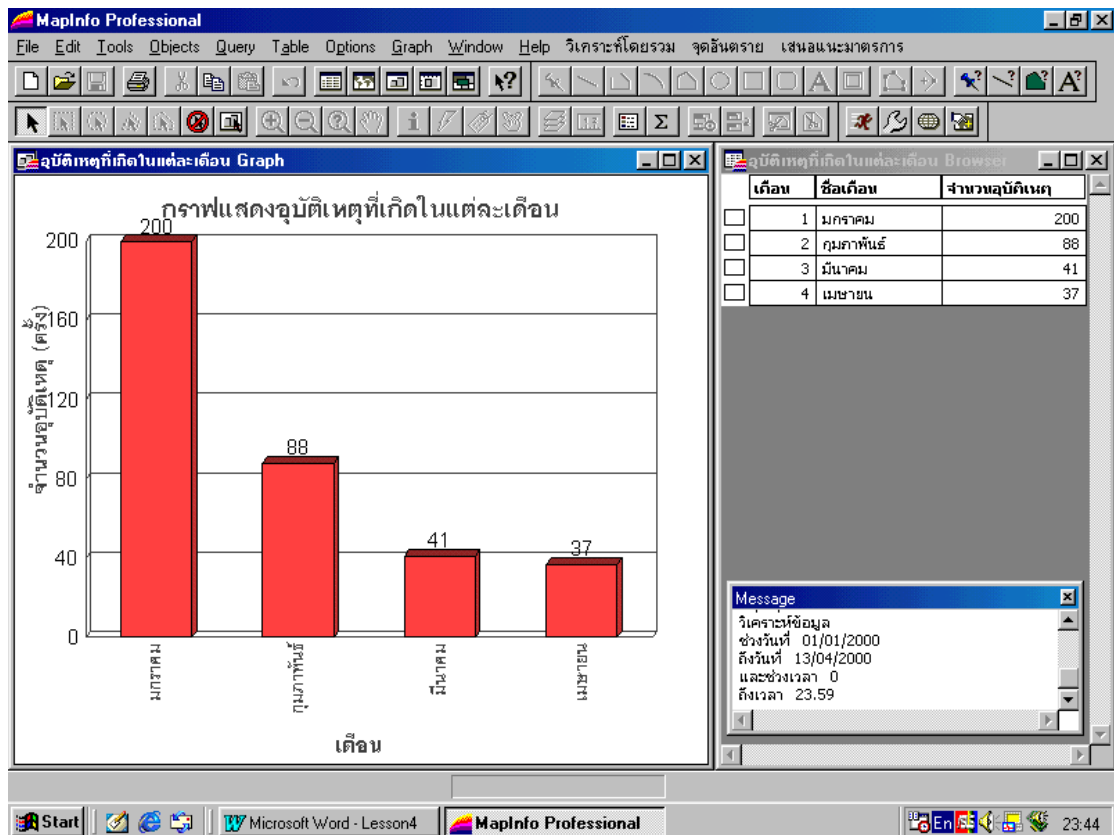 MapInfo Professional
File Edit Tools Objects Query Table Options Graph Window Help วิเคราะห์โดยรวม จุดอันตราย เสนอแนะมาตรการ
อุบัติเหตุที่เกิดในแต่ละเดือน Graph
กราฟแสดงอุบัติเหตุที่เกิดในแต่ละเดือน
จำนวนอุบัติเหตุ (ครั้ง)
200
160
120
80
40
0
200
88
41
37
มกราคม
กุมภาพันธ์
มีนาคม
เมษายน
เดือน
อุบัติเหตุที่เกิดในแต่ละเดือน Browser
เดือน ชื่อเดือน จำนวนอุบัติเหตุ
1 มกราคม 200
2 กุมภาพันธ์ 88
3 มีนาคม 41
4 เมษายน 37
Message
วิเคราะห์ข้อมูล
ช่วงวันที่ 01/01/2000
ถึงวันที่ 13/04/2000
และช่วงเวลา 0
ถึงเวลา 23.59
Start Microsoft Word - Lesson4 MapInfo Professional En 23:44